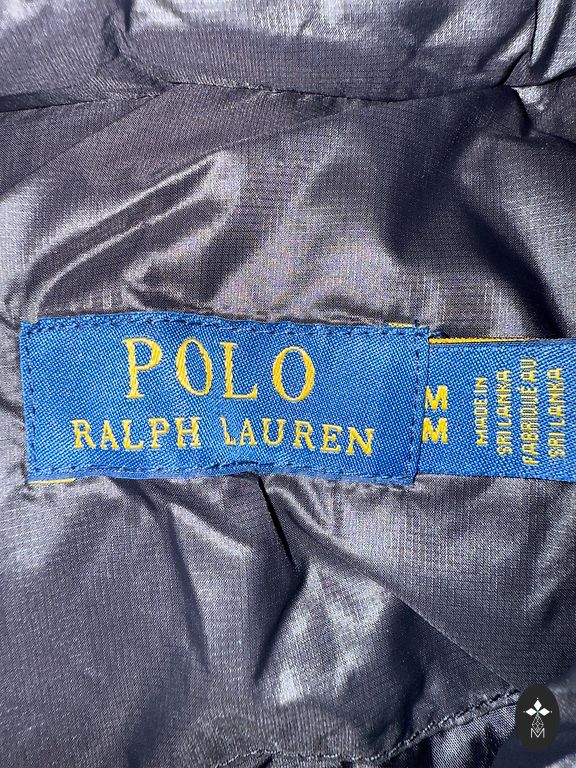 POLO
RALPH LAUREN
M
M
MADE IN
SRI LANKA
FABRIQUÉ AU
SRI LANKA
M